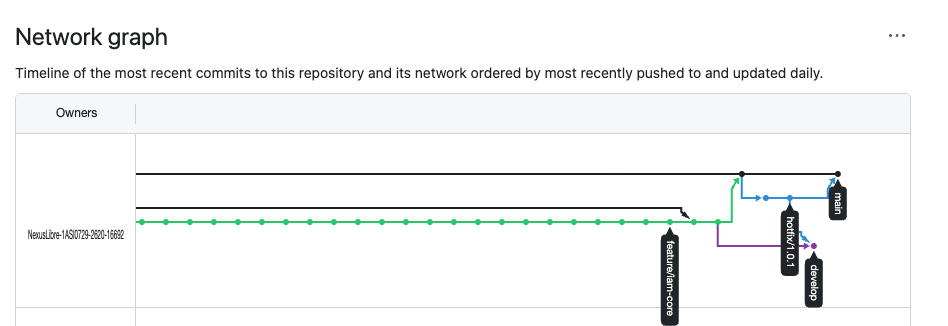 Network graph
Timeline of the most recent commits to this repository and its network ordered by most recently pushed to and updated daily.
Owners
NexusLibre-1ASI0729-2620-16692
feature/iam-core
hotfix/1.0.1
develop
main